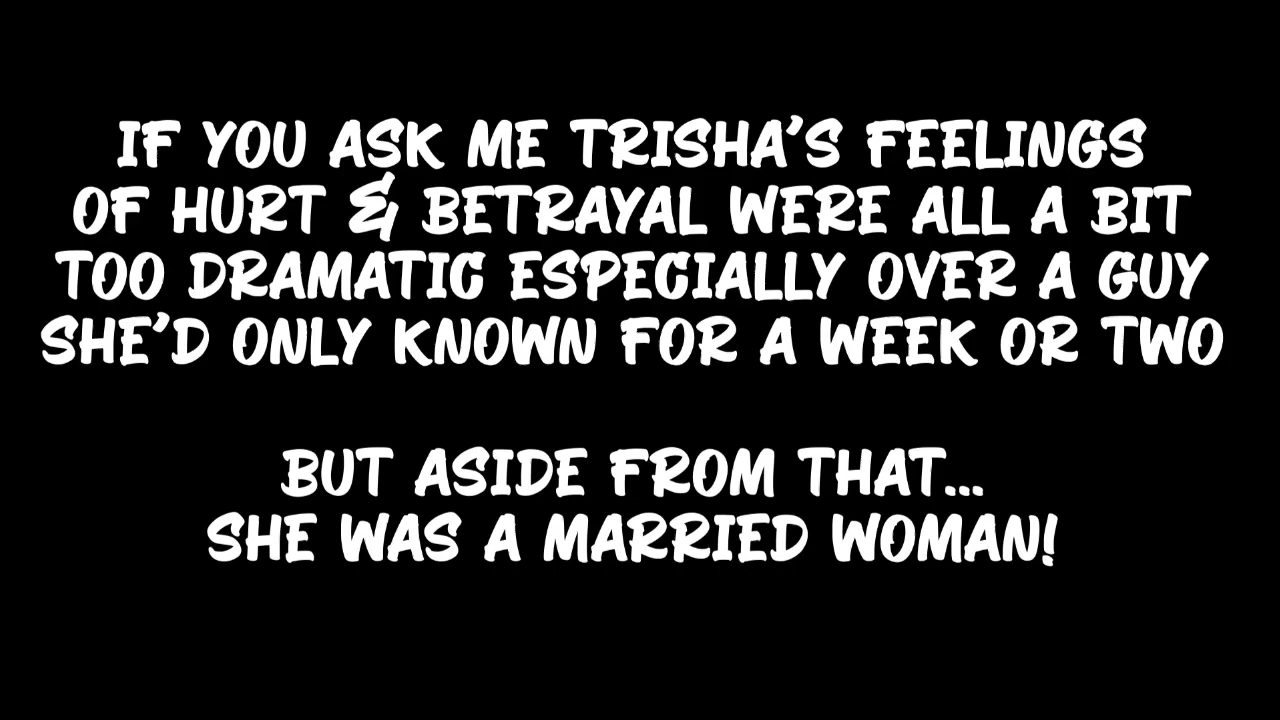 IF YOU ASK ME TRISHA'S FEELINGS
OF HURT & BETRAYAL WERE ALL A BIT
TOO DRAMATIC ESPECIALLY OVER A GUY
SHE'D ONLY KNOWN FOR A WEEK OR TWO
BUT ASIDE FROM THAT...
SHE WAS A MARRIED WOMAN!